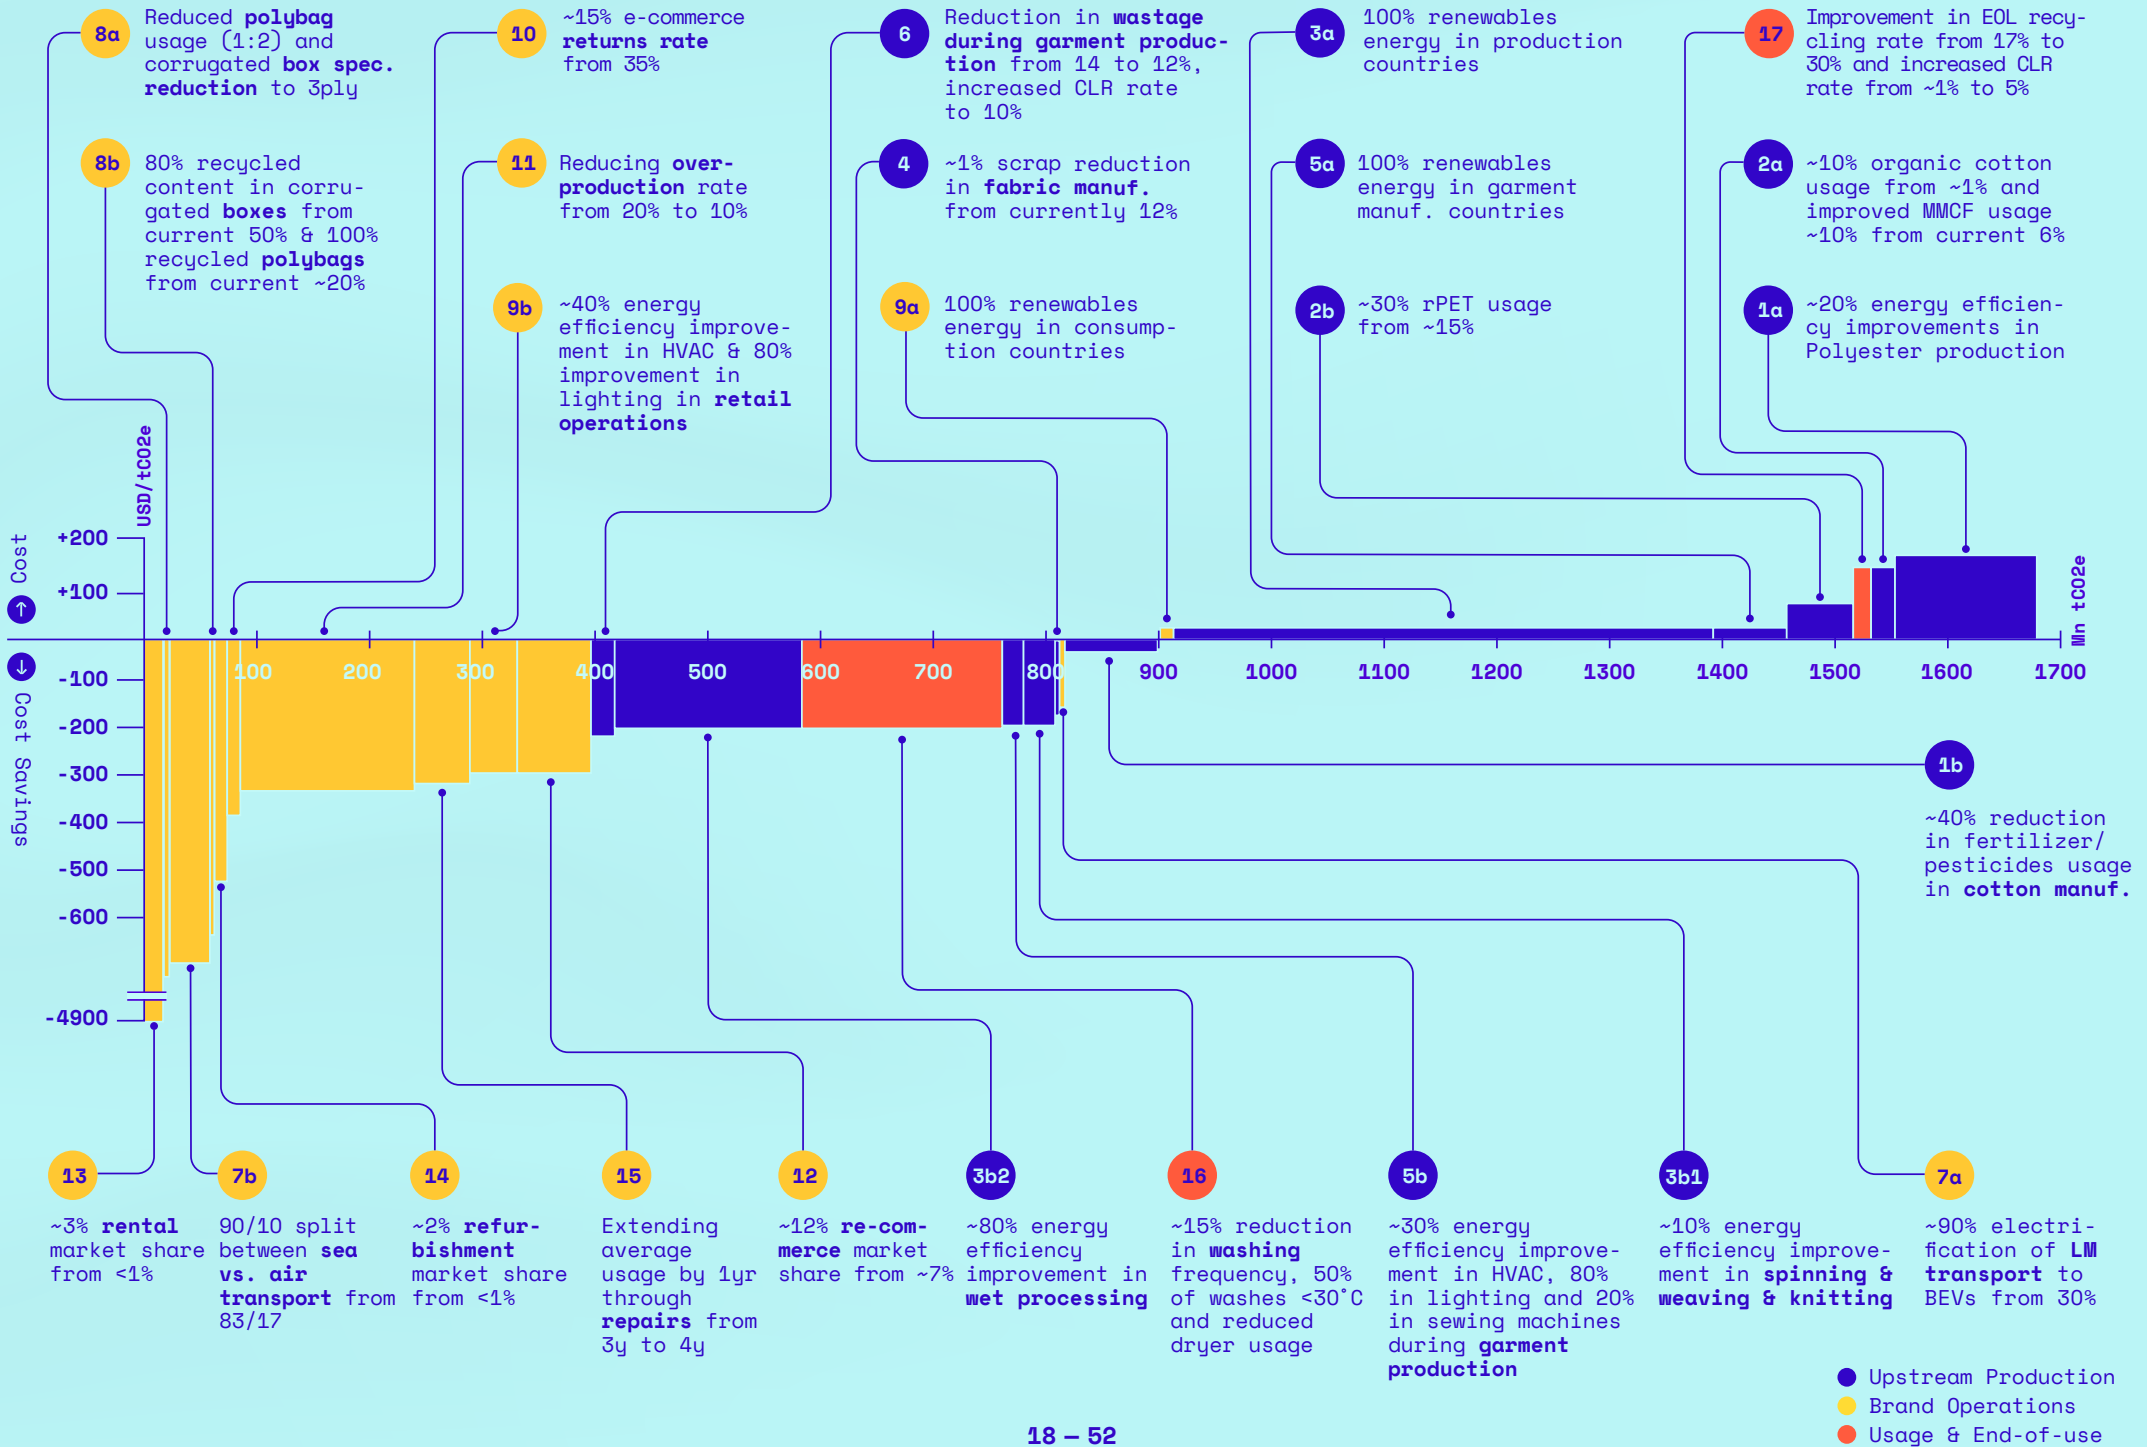 8a
Reduced polybag
usage (1:2) and
corrugated box spec.
reduction to 3ply
10
~15% e-commerce
returns rate
from 35%
6
Reduction in wastage
during garment produc-
tion from 14 to 12%,
increased CLR rate
to 10%
3a
100% renewables
energy in production
countries
17
Improvement in EOL recy-
cling rate from 17% to
30% and increased CLR
rate from ~1% to 5%
8b
80% recycled
content in corru-
gated boxes from
current 50% & 100%
recycled polybags
from current ~20%
11
Reducing over-
production rate
from 20% to 10%
4
~1% scrap reduction
in fabric manuf.
from currently 12%
5a
100% renewables
energy in garment
manuf. countries
2a
~10% organic cotton
usage from ~1% and
improved MMCF usage
~10% from current 6%
9b
~40% energy
efficiency improve-
ment in HVAC & 80%
improvement in
lighting in retail
operations
9a
100% renewables
energy in consump-
tion countries
2b
~30% rPET usage
from ~15%
1a
~20% energy efficien-
cy improvements in
Polyester production
USD/tCO2e
↑ Cost
↓ Cost Savings
+200
+100
-100
-200
-300
-400
-500
-600
-4900
100 200 300 400 500 600 700 800 900 1000 1100 1200 1300 1400 1500 1600 1700
Mn tCO2e
1b
~40% reduction
in fertilizer/
pesticides usage
in cotton manuf.
13
~3% rental
market share
from <1%
7b
90/10 split
between sea
vs. air
transport from
83/17
14
~2% refur-
bishment
market share
from <1%
15
Extending
average
usage by 1yr
through
repairs from
3y to 4y
12
~12% re-com-
merce market
share from ~7%
3b2
~80% energy
efficiency
improvement in
wet processing
16
~15% reduction
in washing
frequency, 50%
of washes <30°C
and reduced
dryer usage
5b
~30% energy
efficiency improve-
ment in HVAC, 80%
in lighting and 20%
in sewing machines
during garment
production
3b1
~10% energy
efficiency improve-
ment in spinning &
weaving & knitting
7a
~90% electri-
fication of LM
transport to
BEVs from 30%
Upstream Production
Brand Operations
Usage & End-of-use
18 — 52